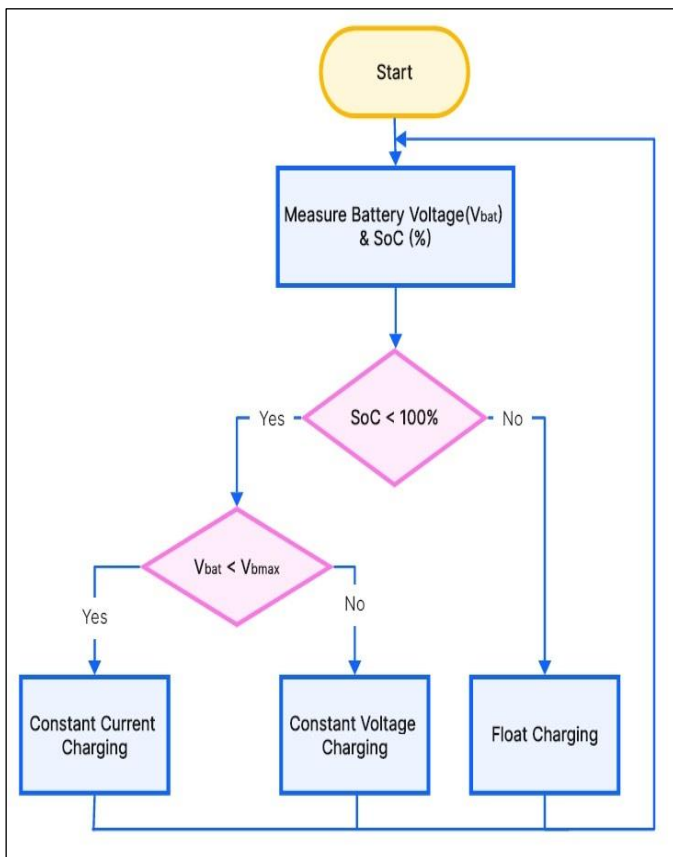 Start
Measure Battery Voltage(Vbat)
& SoC (%)
SoC < 100%
Yes
No
Vbat < Vbmax
Yes
No
Constant Current
Charging
Constant Voltage
Charging
Float Charging